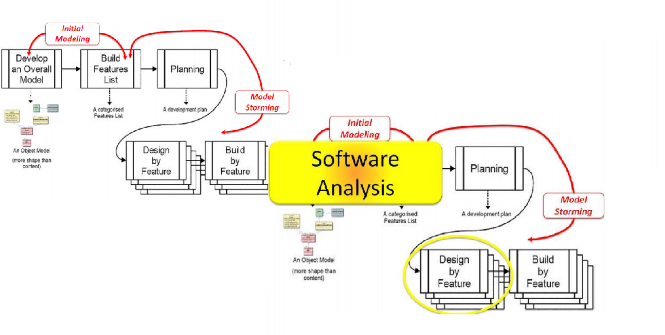 Initial
Modeling
Develop
an Overall
Model
Build
Features
List
Planning
Model
Storming
A categorised
Features List
A development plan
An Object Model
(more shape than
content)
Design
by
Feature
Build
by
Feature
Initial
Modeling
Software
Analysis
Planning
Model
Storming
A categorised
Features List
A development plan
An Object Model
(more shape than
content)
Design
by
Feature
Build
by
Feature